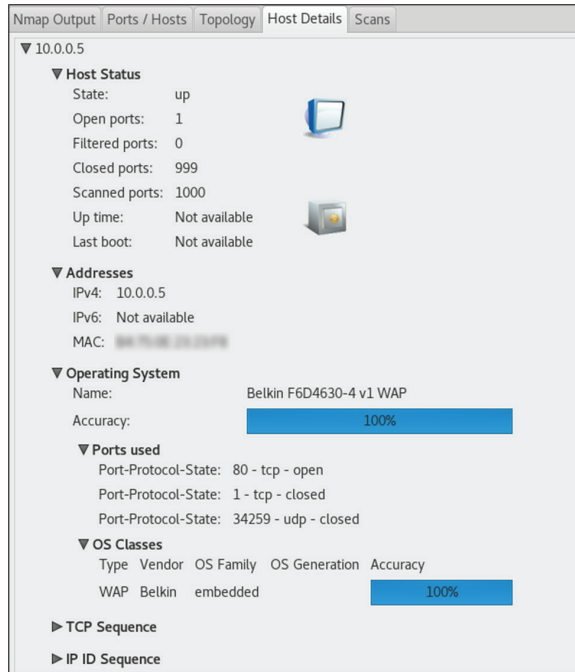 Nmap Output Ports / Hosts Topology Host Details Scans
10.0.0.5
Host Status
State: up
Open ports: 1
Filtered ports: 0
Closed ports: 999
Scanned ports: 1000
Up time: Not available
Last boot: Not available
Addresses
IPv4: 10.0.0.5
IPv6: Not available
MAC:
Operating System
Name: Belkin F6D4630-4 v1 WAP
Accuracy: 100%
Ports used
Port-Protocol-State: 80 - tcp - open
Port-Protocol-State: 1 - tcp - closed
Port-Protocol-State: 34259 - udp - closed
OS Classes
Type Vendor OS Family OS Generation Accuracy
WAP Belkin embedded 100%
TCP Sequence
IP ID Sequence